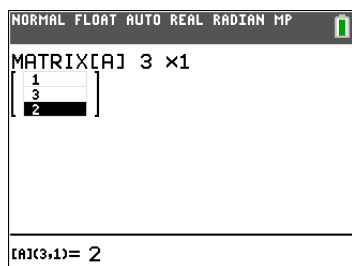 NORMAL FLOAT AUTO REAL RADIAN MP
MATRIX[A] 3 ×1
[ 1 ]
[ 3 ]
[ 2 ]
[A](3,1)= 2